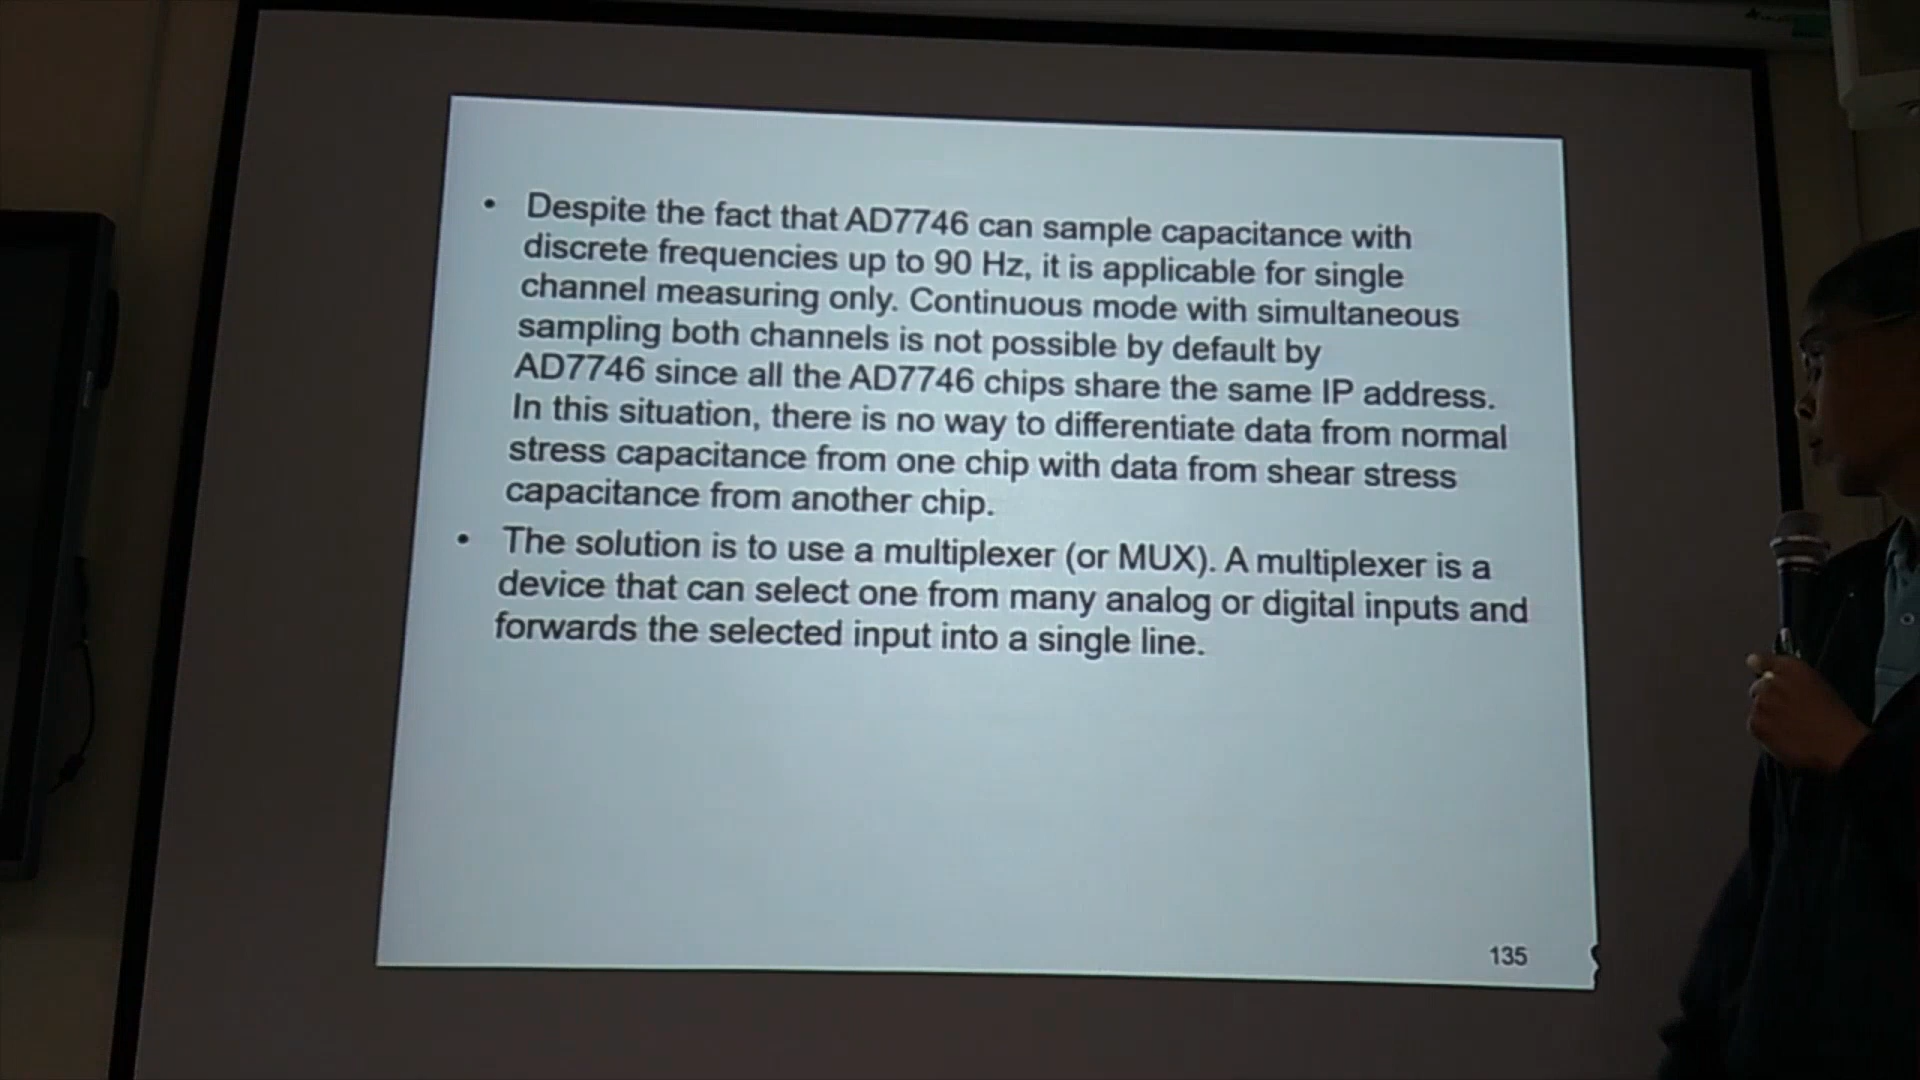 • Despite the fact that AD7746 can sample capacitance with
discrete frequencies up to 90 Hz, it is applicable for single
channel measuring only. Continuous mode with simultaneous
sampling both channels is not possible by default by
AD7746 since all the AD7746 chips share the same IP address.
In this situation, there is no way to differentiate data from normal
stress capacitance from one chip with data from shear stress
capacitance from another chip.
• The solution is to use a multiplexer (or MUX). A multiplexer is a
device that can select one from many analog or digital inputs and
forwards the selected input into a single line.
135